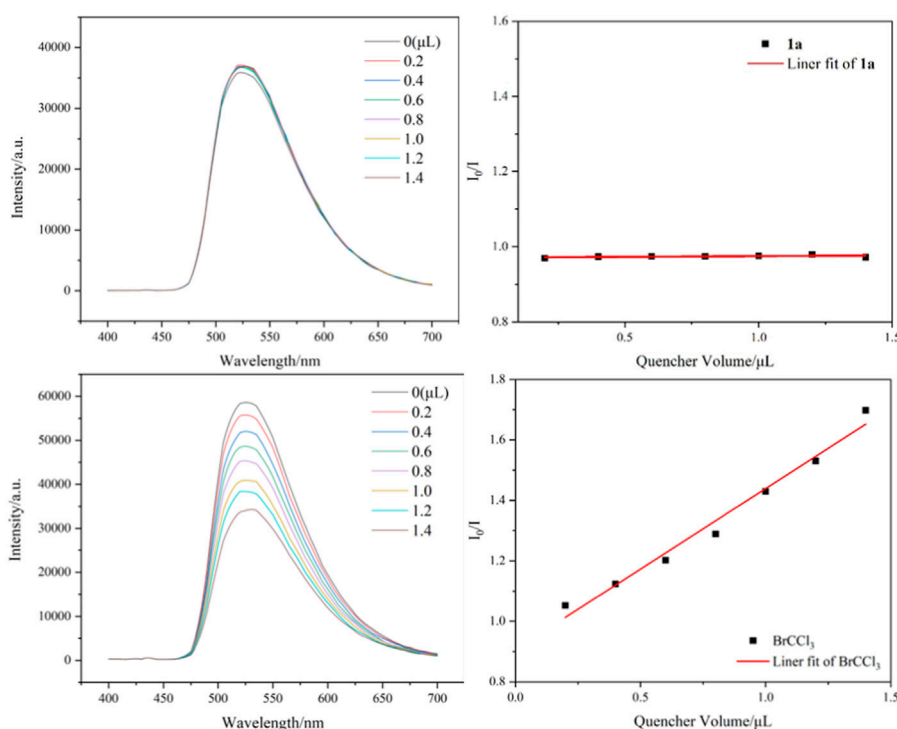 40000
30000
20000
10000
0
Intensity/a.u.
400 450 500 550 600 650 700
Wavelength/nm
0(μL)
0.2
0.4
0.6
0.8
1.0
1.2
1.4
1.6
1.4
1.2
1.0
0.8
I0/I
0.5 1.0 1.5
Quencher Volume/μL
1a
Liner fit of 1a
60000
50000
40000
30000
20000
10000
0
Intensity/a.u.
400 450 500 550 600 650 700
Wavelength/nm
0(μL)
0.2
0.4
0.6
0.8
1.0
1.2
1.4
1.8
1.6
1.4
1.2
1.0
0.8
I0/I
0.0 0.5 1.0 1.5
Quencher Volume/μL
BrCCl3
Liner fit of BrCCl3